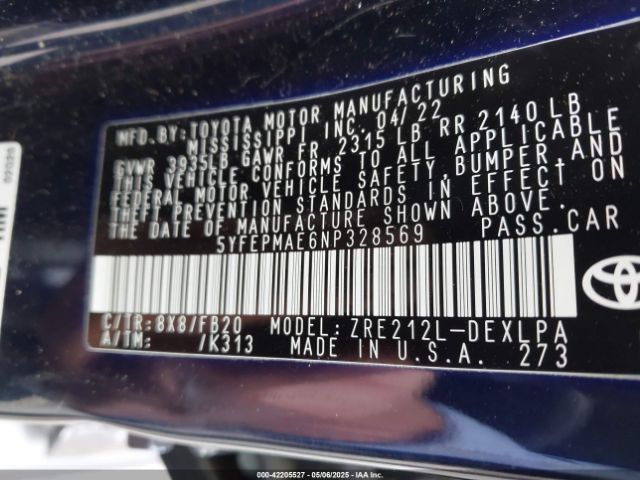 MFD.BY:TOYOTA MOTOR MANUFACTURING
MISSISSIPPI INC. 04/22
GVWR 3935LB GAWR FR 2315 LB RR 2140LB
THIS VEHICLE CONFORMS TO ALL APPLICABLE
FEDERAL MOTOR VEHICLE SAFETY,BUMPER,AND
THEFT PREVENTION STANDARDS IN EFFECT ON
THE DATE OF MANUFACTURE SHOWN ABOVE.
5YFEPMAE6NP328569 PASS.CAR
C/TR:8X8/FB20 MODEL: ZRE212L-DEXLPA
A/TM: /K313 MADE IN U.S.A. 273
000-42205527 - 05/06/2025 - IAA Inc.